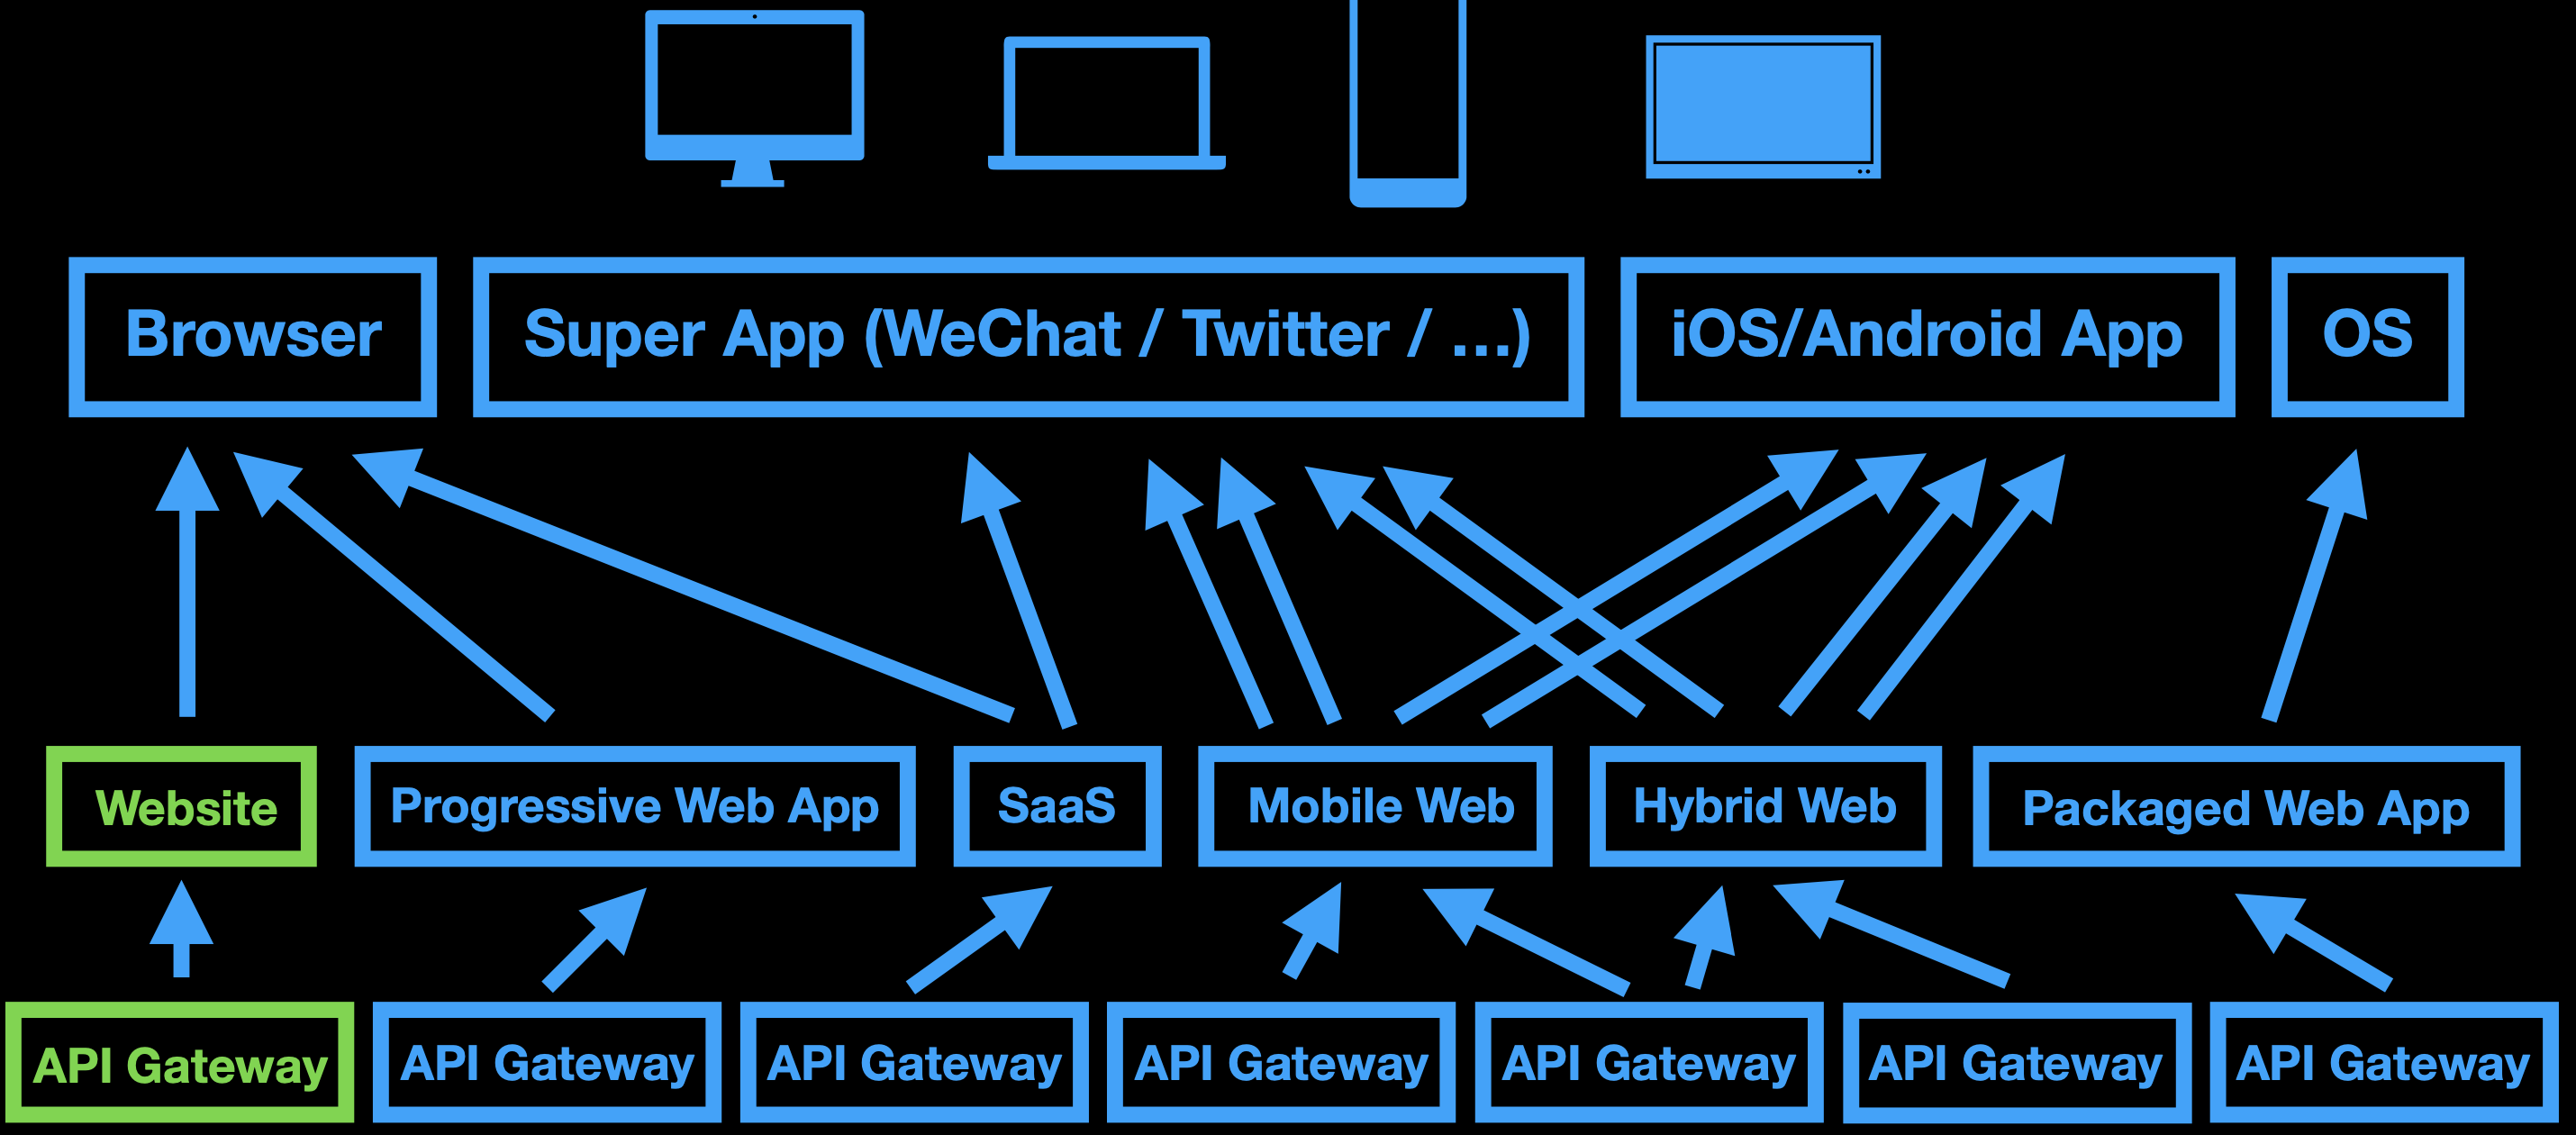 Browser
Super App (WeChat / Twitter / …)
iOS/Android App
OS
Website
Progressive Web App
SaaS
Mobile Web
Hybrid Web
Packaged Web App
API Gateway
API Gateway
API Gateway
API Gateway
API Gateway
API Gateway
API Gateway